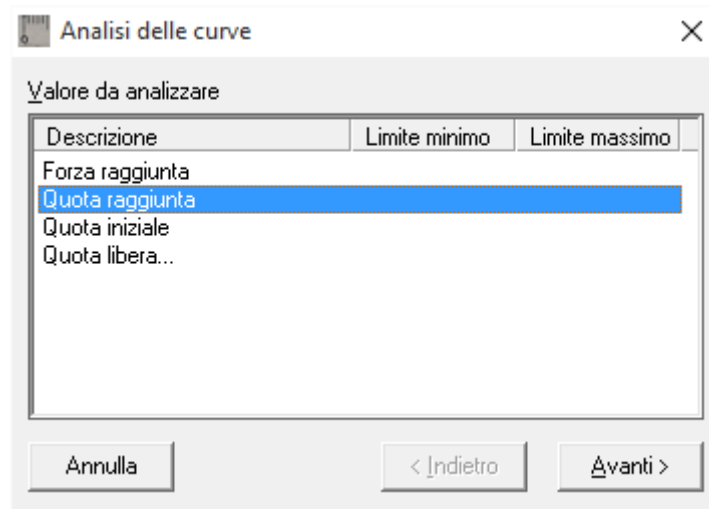 Analisi delle curve
Valore da analizzare
Descrizione Limite minimo Limite massimo
Forza raggiunta
Quota raggiunta
Quota iniziale
Quota libera...
Annulla < Indietro Avanti >